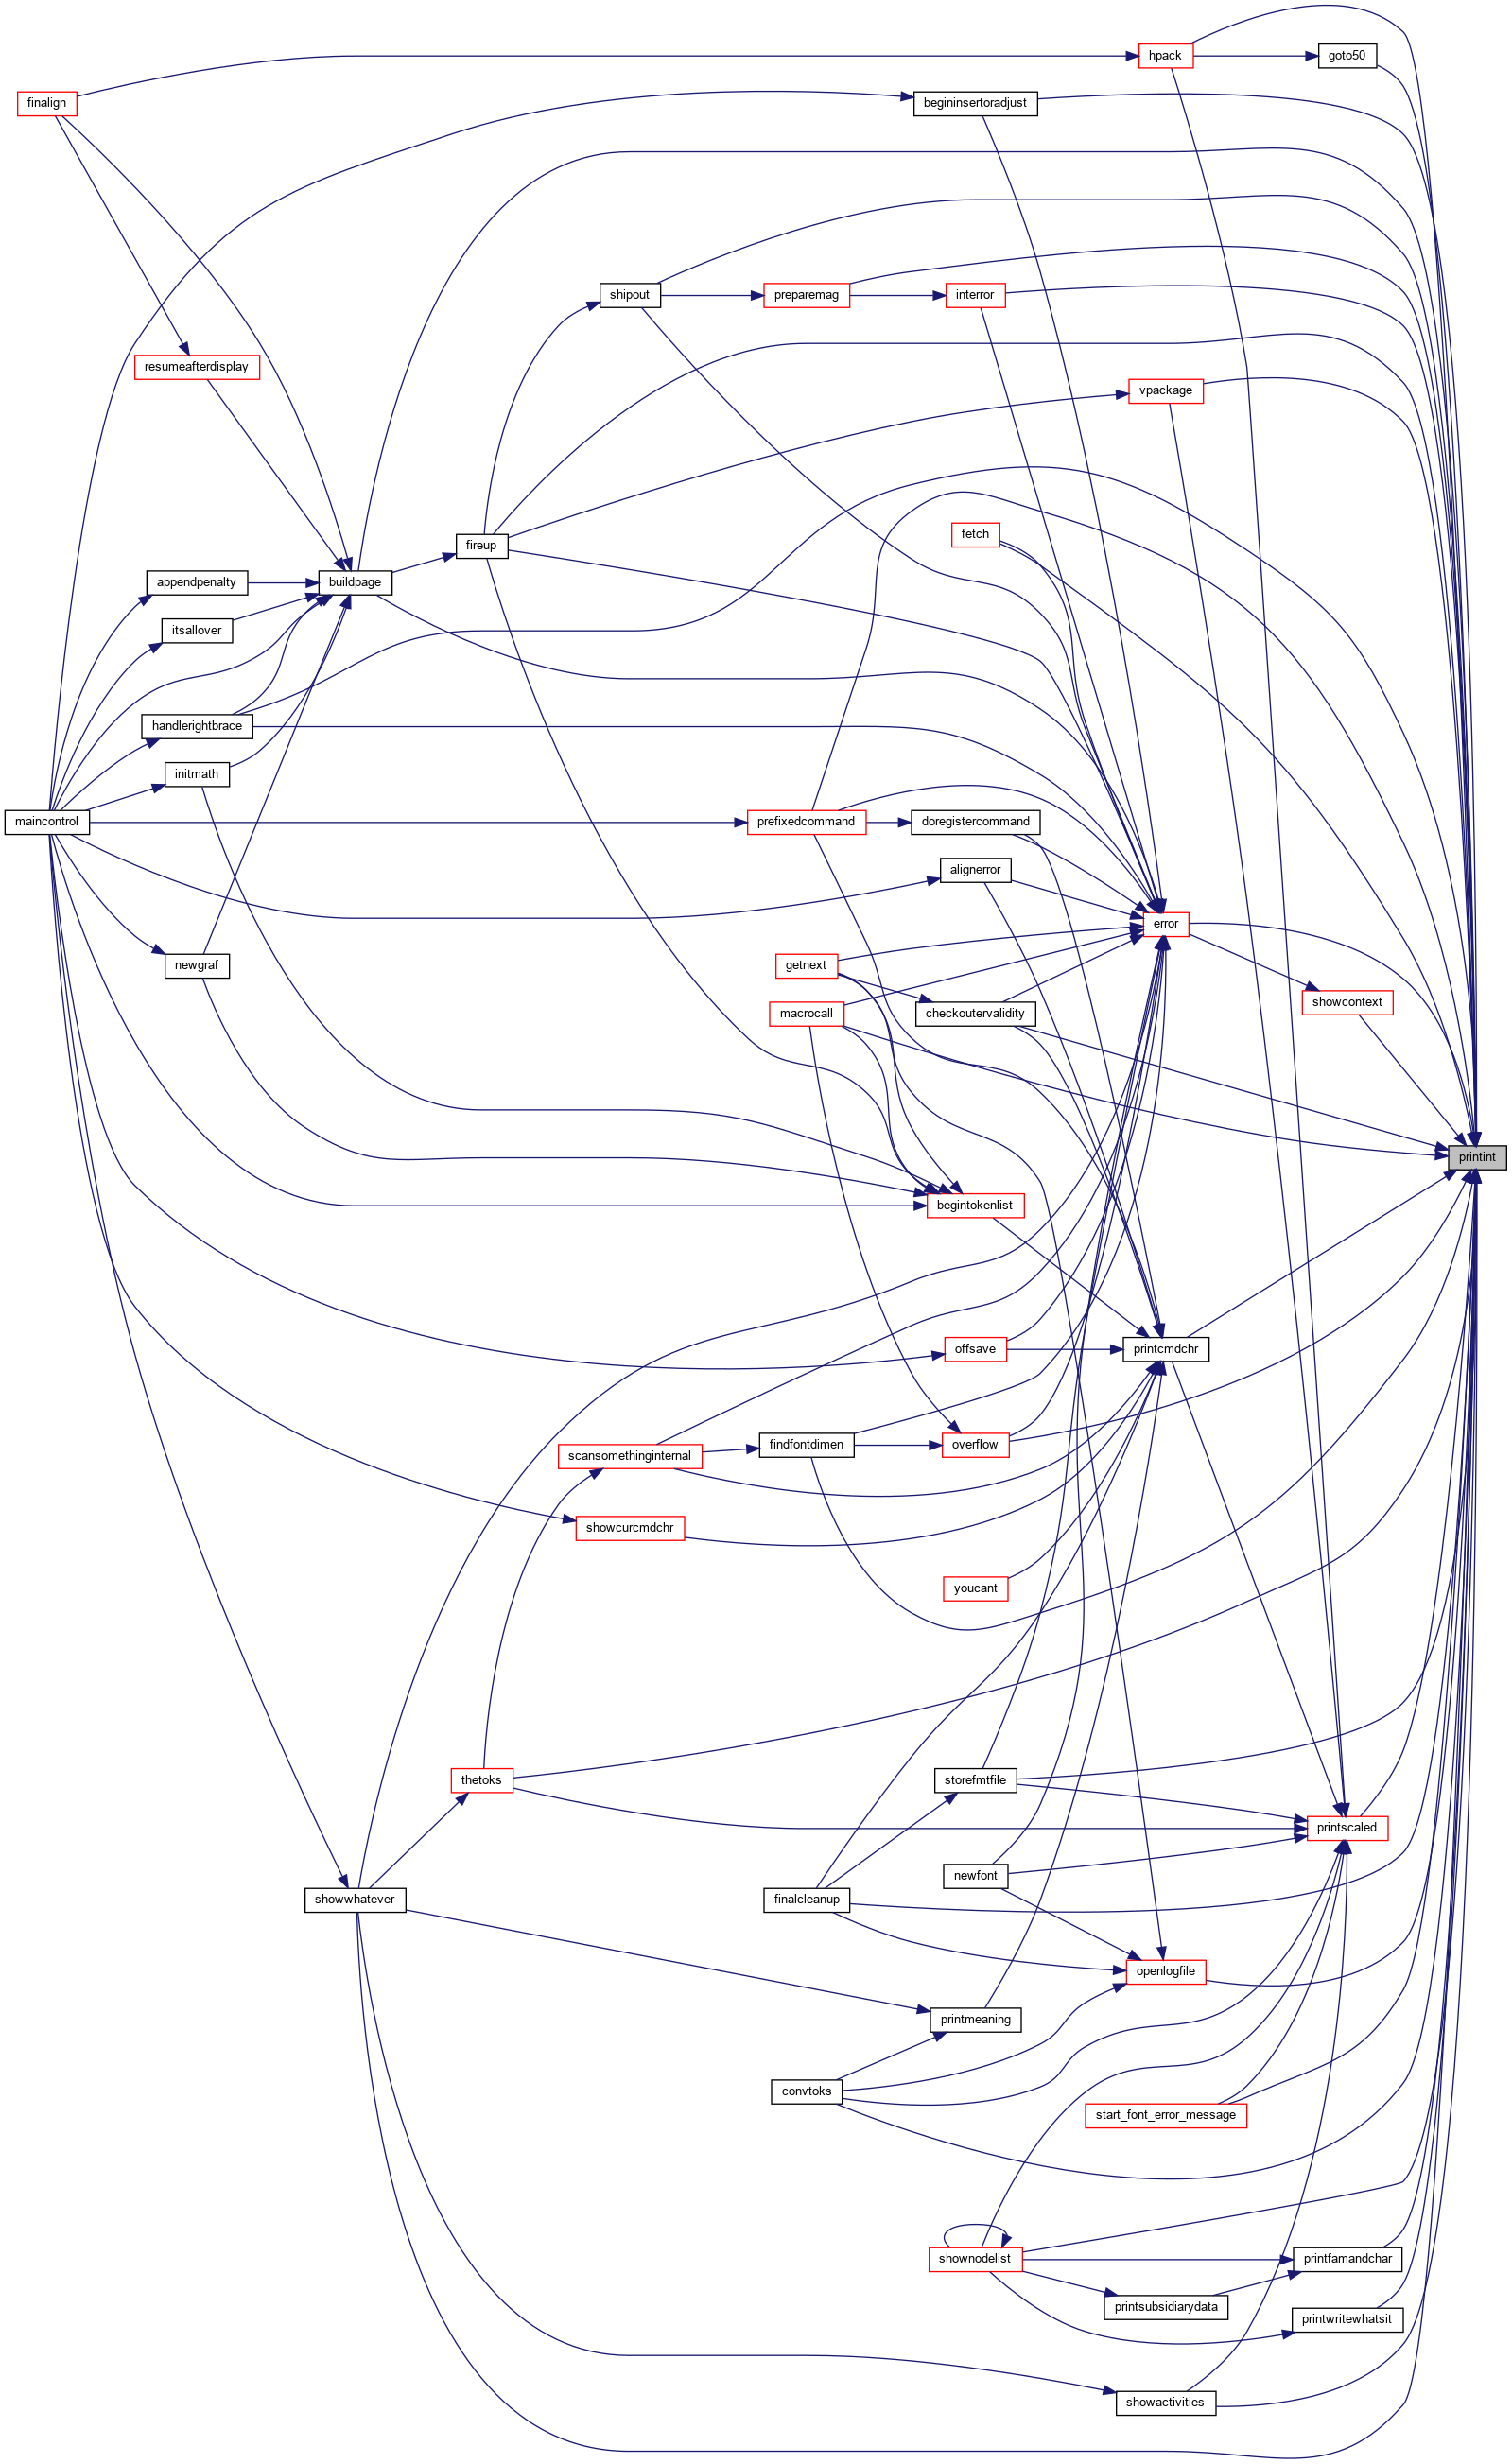 hpack
goto50
finalign
begininsertoradjust
shipout
preparemag
interror
resumeafterdisplay
vpackage
fetch
fireup
appendpenalty
buildpage
itsallover
handlerightbrace
initmath
maincontrol
prefixedcommand
doregistercommand
alignerror
error
newgraf
getnext
showcontext
macrocall
checkoutervalidity
printint
begintokenlist
offsave
printcmdchr
scansomethinginternal
findfontdimen
overflow
showcurcmdchr
youcant
thetoks
storefmtfile
printscaled
newfont
showwhatever
finalcleanup
openlogfile
printmeaning
convtoks
start_font_error_message
shownodelist
printfamandchar
printsubsidiarydata
printwritewhatsit
showactivities